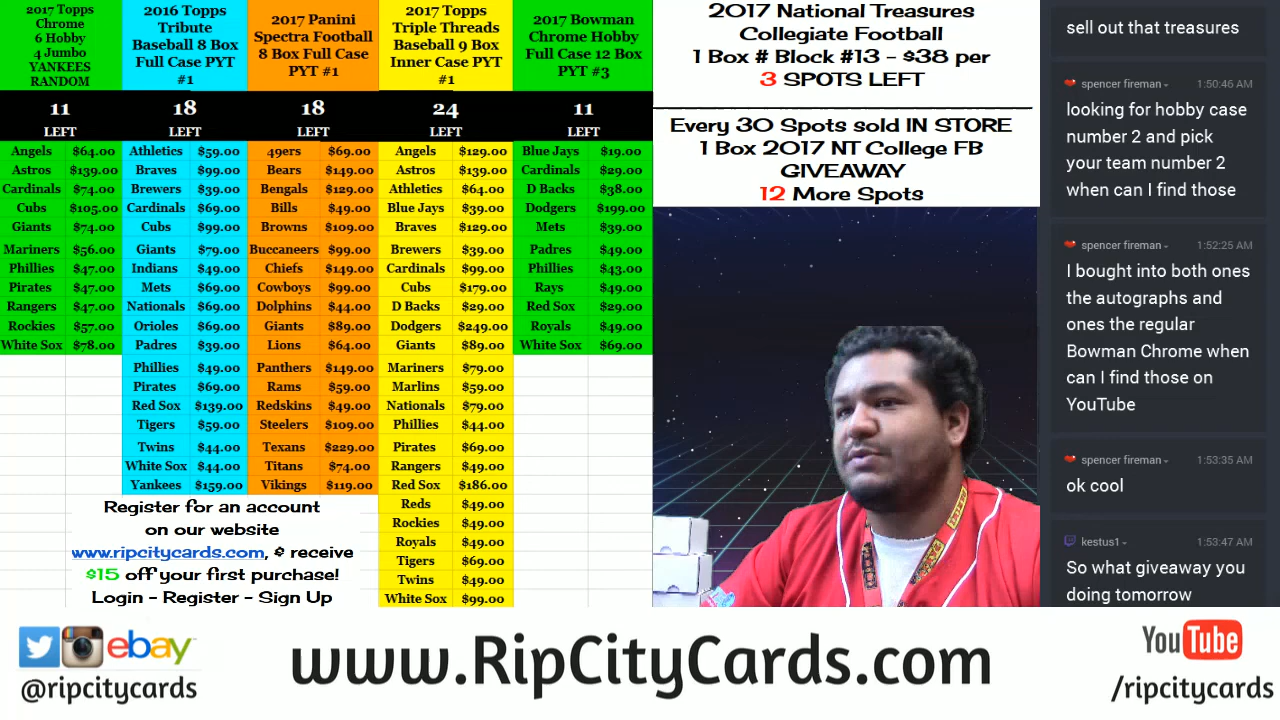 2017 Topps
Chrome
6 Hobby
4 Jumbo
YANKEES
RANDOM
11
LEFT
Angels $64.00
Astros $139.00
Cardinals $74.00
Cubs $105.00
Giants $74.00
Mariners $56.00
Phillies $47.00
Pirates $47.00
Rangers $47.00
Rockies $57.00
White Sox $78.00
2016 Topps
Tribute
Baseball 8 Box
Full Case PYT
#1
18
LEFT
Athletics $59.00
Braves $99.00
Brewers $39.00
Cardinals $69.00
Cubs $99.00
Giants $79.00
Indians $49.00
Mets $69.00
Nationals $69.00
Orioles $69.00
Padres $39.00
Phillies $49.00
Pirates $69.00
Red Sox $139.00
Tigers $59.00
Twins $44.00
White Sox $44.00
Yankees $159.00
2017 Panini
Spectra Football
8 Box Full Case
PYT #1
18
LEFT
49ers $69.00
Bears $149.00
Bengals $129.00
Bills $49.00
Browns $109.00
Buccaneers $99.00
Chiefs $149.00
Cowboys $99.00
Dolphins $44.00
Giants $89.00
Lions $64.00
Panthers $149.00
Rams $59.00
Redskins $49.00
Steelers $109.00
Texans $229.00
Titans $74.00
Vikings $119.00
2017 Topps
Triple Threads
Baseball 9 Box
Inner Case PYT
#1
24
LEFT
Angels $129.00
Astros $139.00
Athletics $64.00
Blue Jays $39.00
Braves $129.00
Brewers $39.00
Cardinals $99.00
Cubs $179.00
D Backs $29.00
Dodgers $249.00
Giants $89.00
Mariners $79.00
Marlins $59.00
Nationals $79.00
Phillies $44.00
Pirates $69.00
Rangers $49.00
Red Sox $186.00
Reds $49.00
Rockies $49.00
Royals $49.00
Tigers $69.00
Twins $49.00
White Sox $99.00
2017 Bowman
Chrome Hobby
Full Case 12 Box
PYT #3
11
LEFT
Blue Jays $19.00
Cardinals $29.00
D Backs $38.00
Dodgers $199.00
Mets $39.00
Padres $49.00
Phillies $43.00
Rays $49.00
Red Sox $29.00
Royals $49.00
White Sox $69.00
Register for an account
on our website
www.ripcitycards.com, & receive
$15 off your first purchase!
Login - Register - Sign Up
2017 National Treasures
Collegiate Football
1 Box # Block #13 - $38 per
3 SPOTS LEFT
Every 30 Spots sold IN STORE
1 Box 2017 NT College FB
GIVEAWAY
12 More Spots
sell out that treasures
spencer fireman 1:50:46 AM
looking for hobby case
number 2 and pick
your team number 2
when can I find those
spencer fireman 1:52:25 AM
I bought into both ones
the autographs and
ones the regular
Bowman Chrome when
can I find those on
YouTube
spencer fireman 1:53:35 AM
ok cool
kestus1 1:53:47 AM
So what giveaway you
doing tomorrow
ebay
@ripcitycards
www.RipCityCards.com
YouTube
/ripcitycards